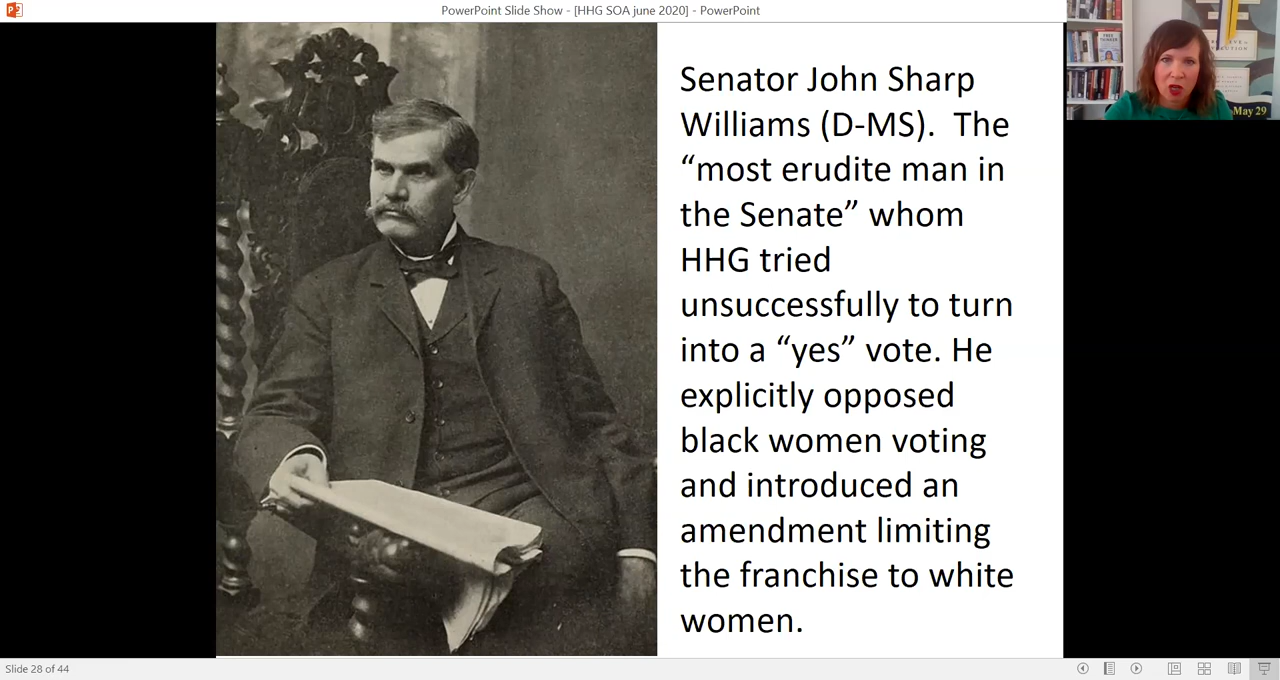 PowerPoint Slide Show - [HHG SOA june 2020] - PowerPoint
Senator John Sharp
Williams (D-MS).  The
“most erudite man in
the Senate” whom
HHG tried
unsuccessfully to turn
into a “yes” vote. He
explicitly opposed
black women voting
and introduced an
amendment limiting
the franchise to white
women.
FREE
THINKER
May 29
Slide 28 of 44